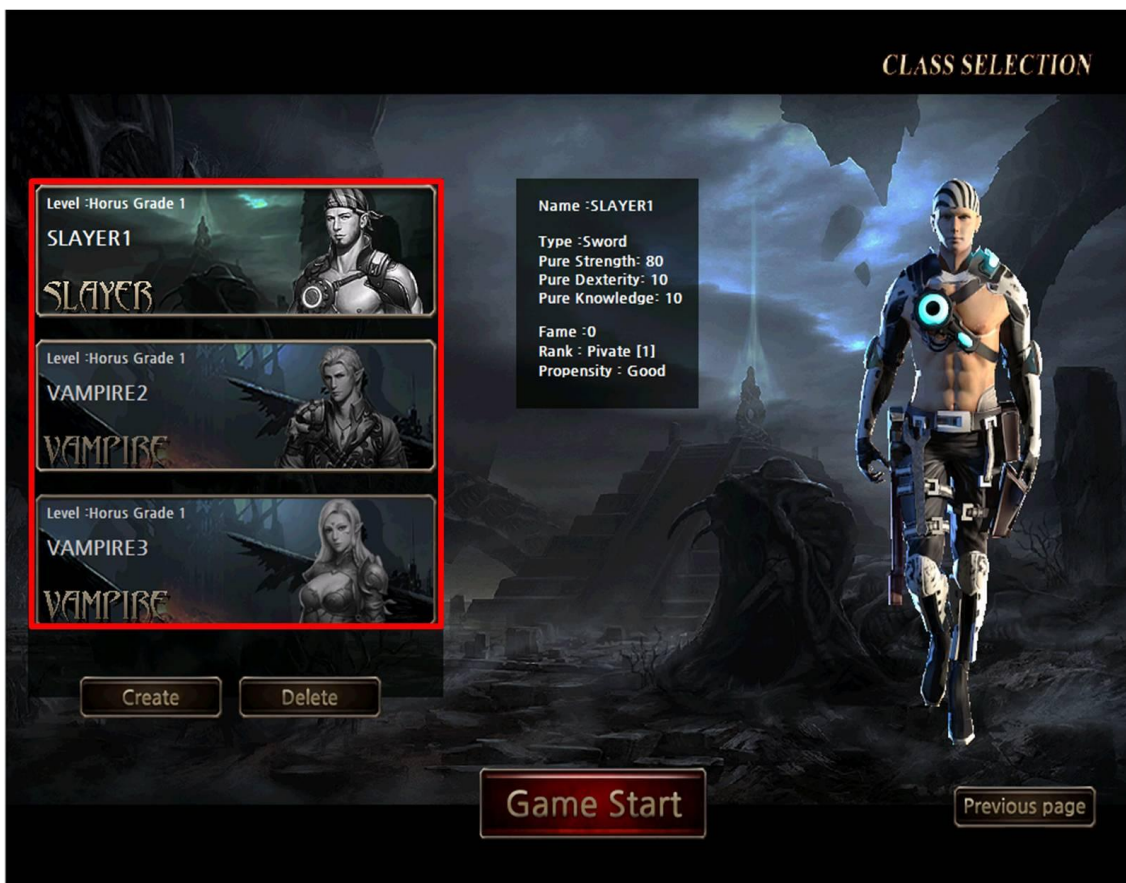 CLASS SELECTION
Level :Horus Grade 1
SLAYER1
SLAYER
Level :Horus Grade 1
VAMPIRE2
VAMPIRE
Level :Horus Grade 1
VAMPIRE3
VAMPIRE
Name :SLAYER1
Type :Sword
Pure Strength: 80
Pure Dexterity: 10
Pure Knowledge: 10
Fame :0
Rank : Pivate [1]
Propensity : Good
Create
Delete
Game Start
Previous page